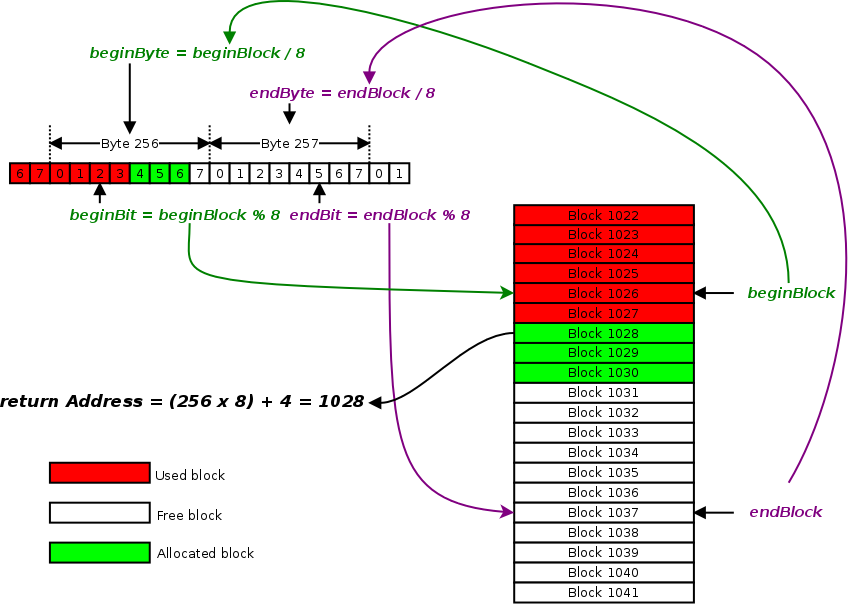 beginByte = beginBlock / 8
endByte = endBlock / 8
Byte 256 Byte 257
6 7 0 1 2 3 4 5 6 7 0 1 2 3 4 5 6 7 0 1
beginBit = beginBlock % 8 endBit = endBlock % 8
Block 1022
Block 1023
Block 1024
Block 1025
Block 1026
beginBlock
Block 1027
Block 1028
Block 1029
Block 1030
Block 1031
return Address = (256 x 8) + 4 = 1028
Block 1032
Block 1033
Block 1034
Block 1035
Block 1036
Block 1037
endBlock
Block 1038
Block 1039
Block 1040
Block 1041
Used block
Free block
Allocated block